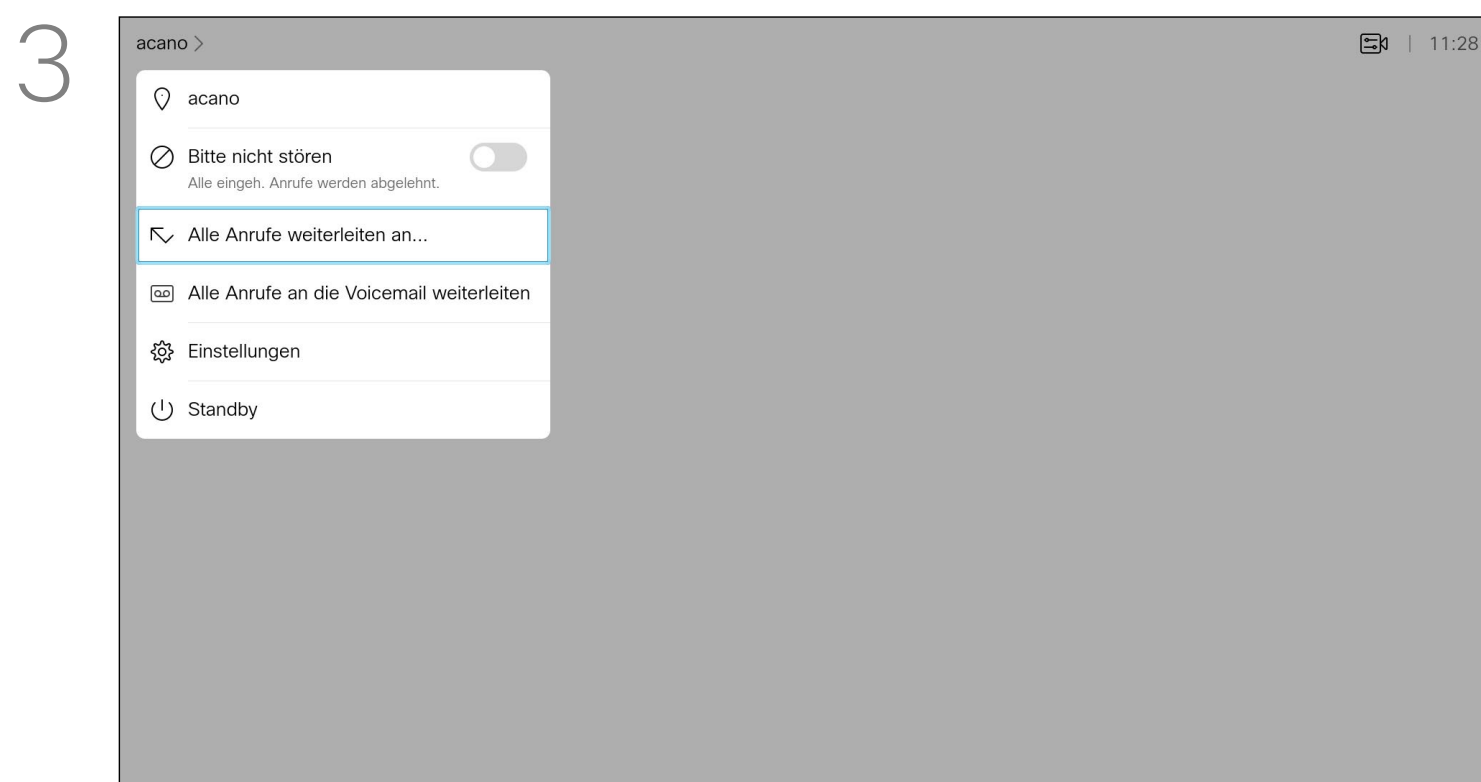 3
acano >
11:28
acano
Bitte nicht stören
Alle eingeh. Anrufe werden abgelehnt.
Alle Anrufe weiterleiten an...
Alle Anrufe an die Voicemail weiterleiten
Einstellungen
Standby